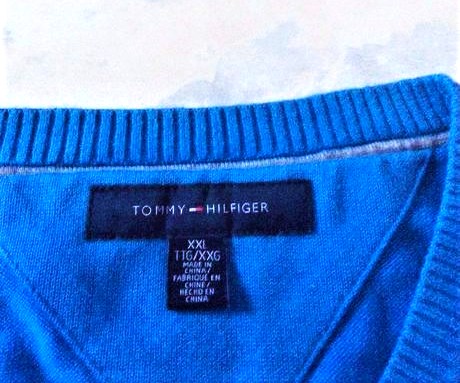 TOMMY HILFIGER
XXL
TTG/XXG
MADE IN
CHINA/
FABRIQUÉ EN
CHINE/
HECHO EN
CHINA